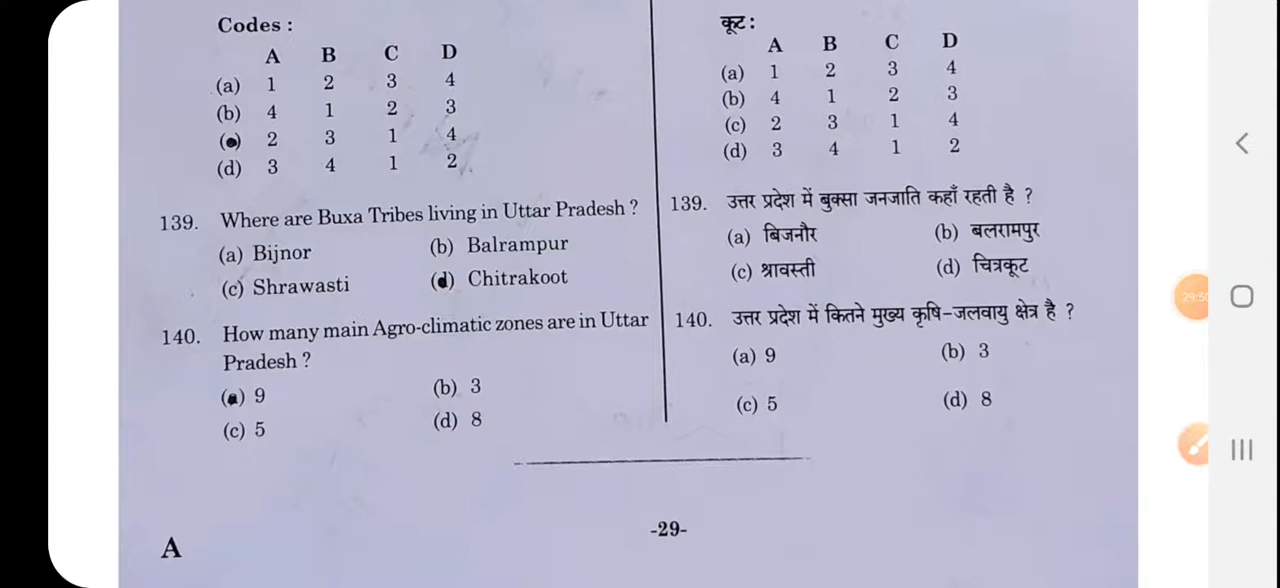 Codes :
A B C D
(a) 1 2 3 4
(b) 4 1 2 3
(c) 2 3 1 4
(d) 3 4 1 2
139. Where are Buxa Tribes living in Uttar Pradesh ?
(a) Bijnor (b) Balrampur
(c) Shrawasti (d) Chitrakoot
140. How many main Agro-climatic zones are in Uttar
Pradesh ?
(a) 9 (b) 3
(c) 5 (d) 8
कूट :
A B C D
(a) 1 2 3 4
(b) 4 1 2 3
(c) 2 3 1 4
(d) 3 4 1 2
139. उत्तर प्रदेश में बुक्सा जनजाति कहाँ रहती है ?
(a) बिजनौर (b) बलरामपुर
(c) श्रावस्ती (d) चित्रकूट
140. उत्तर प्रदेश में कितने मुख्य कृषि-जलवायु क्षेत्र है ?
(a) 9 (b) 3
(c) 5 (d) 8
-29-
A
29:50